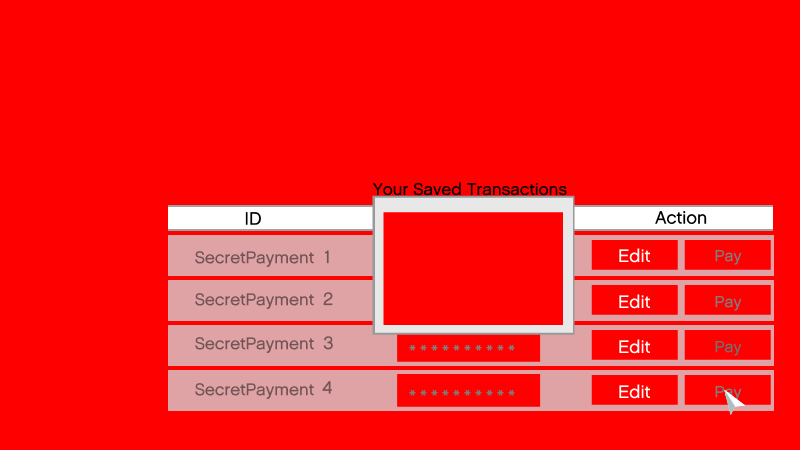 Your Saved Transactions
ID Action
SecretPayment 1 Edit Pay
SecretPayment 2 Edit Pay
SecretPayment 3 ********** Edit Pay
SecretPayment 4 ********** Edit Pay